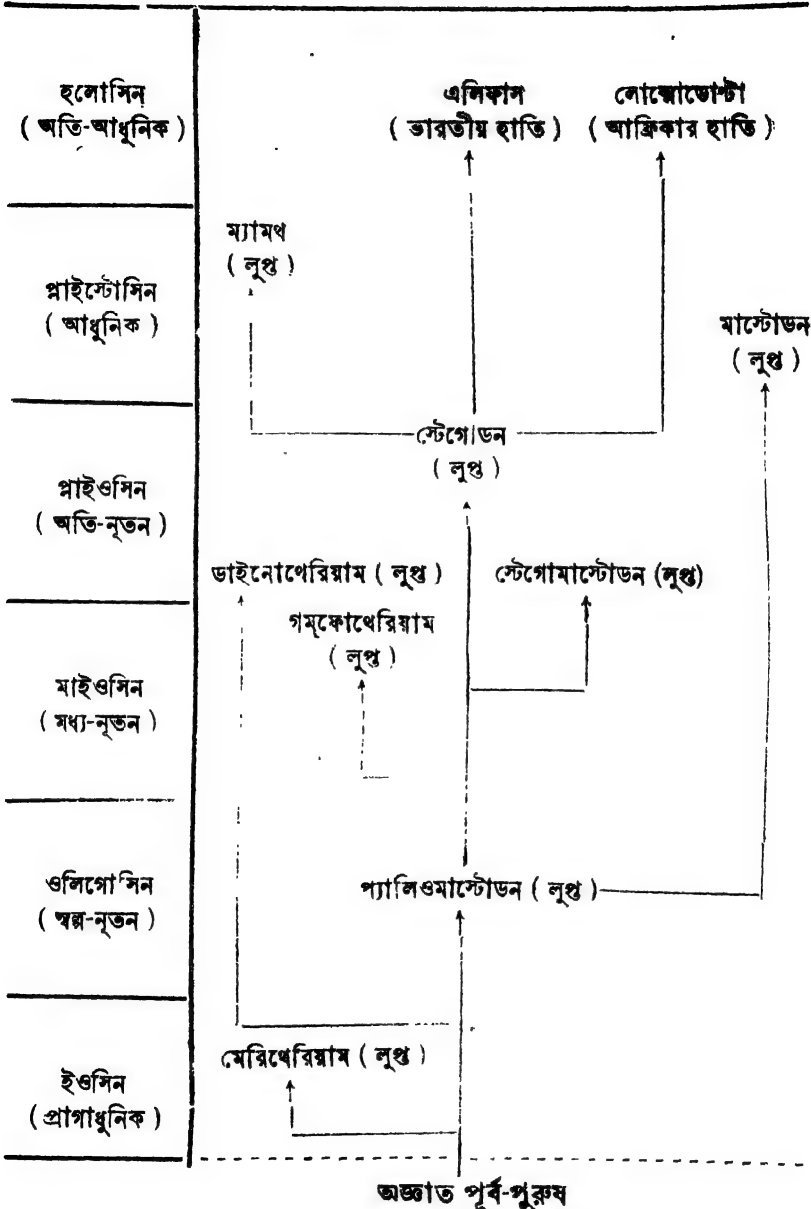 হলোসিন
( অতি-আধুনিক )
এলিফাস
( ভারতীয় হাতি )
লোক্সোডোন্টা
( আফ্রিকার হাতি )
ম্যামথ
( লুপ্ত )
প্লাইস্টোসিন
( আধুনিক )
মাস্টোডন
( লুপ্ত )
স্টেগোডন
( লুপ্ত )
প্লাইওসিন
( অতি-নূতন )
ডাইনোথেরিয়াম ( লুপ্ত )
স্টেগোমাস্টোডন (লুপ্ত)
গম্‌ফোথেরিয়াম
( লুপ্ত )
মাইওসিন
( মধ্য-নূতন )
ওলিগোসিন
( স্বল্প-নূতন )
প্যালিওমাস্টোডন ( লুপ্ত )
মেরিথেরিয়াম ( লুপ্ত )
ইওসিন
( প্রাগাধুনিক )
অজ্ঞাত পূর্ব-পুরুষ